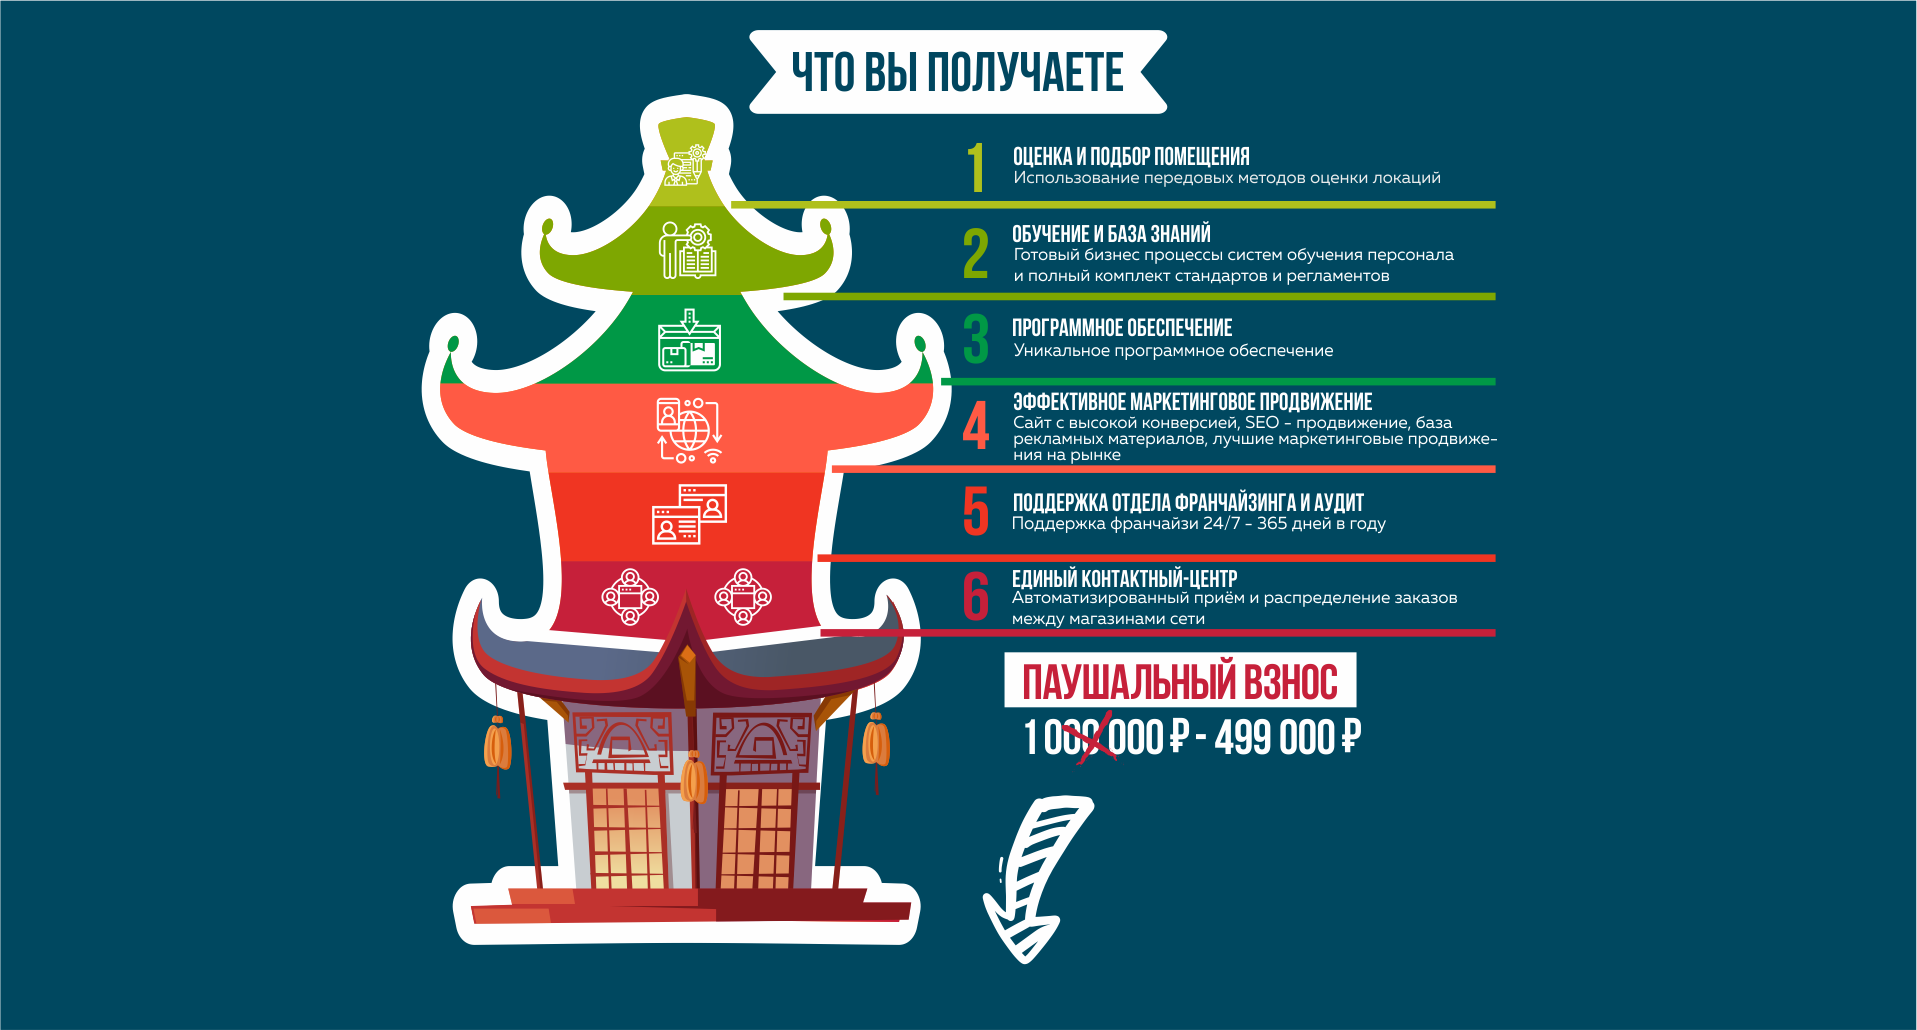 ЧТО ВЫ ПОЛУЧАЕТЕ
1
ОЦЕНКА И ПОДБОР ПОМЕЩЕНИЯ
Использование передовых методов оценки локаций
2
ОБУЧЕНИЕ И БАЗА ЗНАНИЙ
Готовый бизнес процессы систем обучения персонала
и полный комплект стандартов и регламентов
3
ПРОГРАММНОЕ ОБЕСПЕЧЕНИЕ
Уникальное программное обеспечение
4
ЭФФЕКТИВНОЕ МАРКЕТИНГОВОЕ ПРОДВИЖЕНИЕ
Сайт с высокой конверсией, SEO - продвижение, база
рекламных материалов, лучшие маркетинговые продвиже-
ния на рынке
5
ПОДДЕРЖКА ОТДЕЛА ФРАНЧАЙЗИНГА И АУДИТ
Поддержка франчайзи 24/7 - 365 дней в году
6
ЕДИНЫЙ КОНТАКТНЫЙ-ЦЕНТР
Автоматизированный приём и распределение заказов
между магазинами сети
ПАУШАЛЬНЫЙ ВЗНОС
1 000 000 ₽ - 499 000 ₽